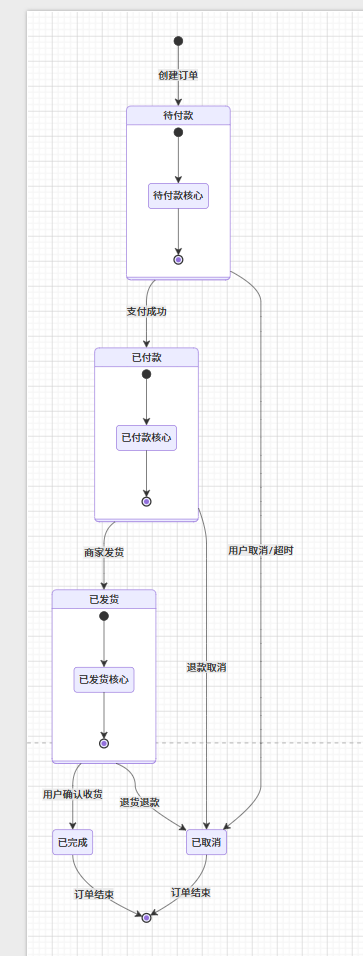 创建订单
待付款
待付款核心
支付成功
已付款
已付款核心
商家发货
用户取消/超时
已发货
退款取消
已发货核心
用户确认收货
退货退款
已完成
已取消
订单结束
订单结束